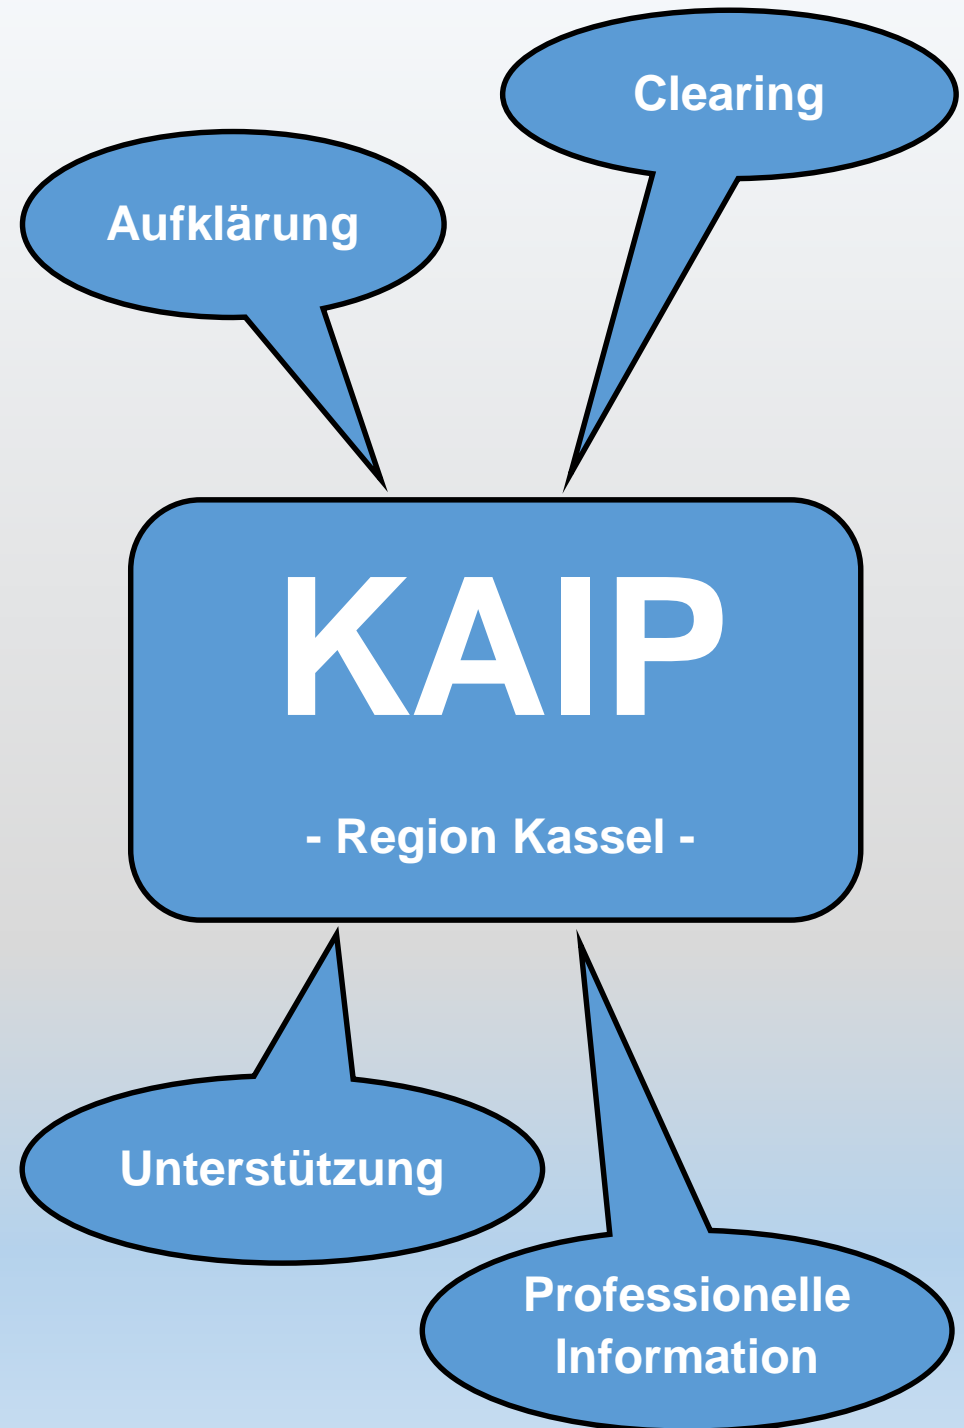 Clearing
Aufklärung
KAIP
- Region Kassel -
Unterstützung
Professionelle
Information